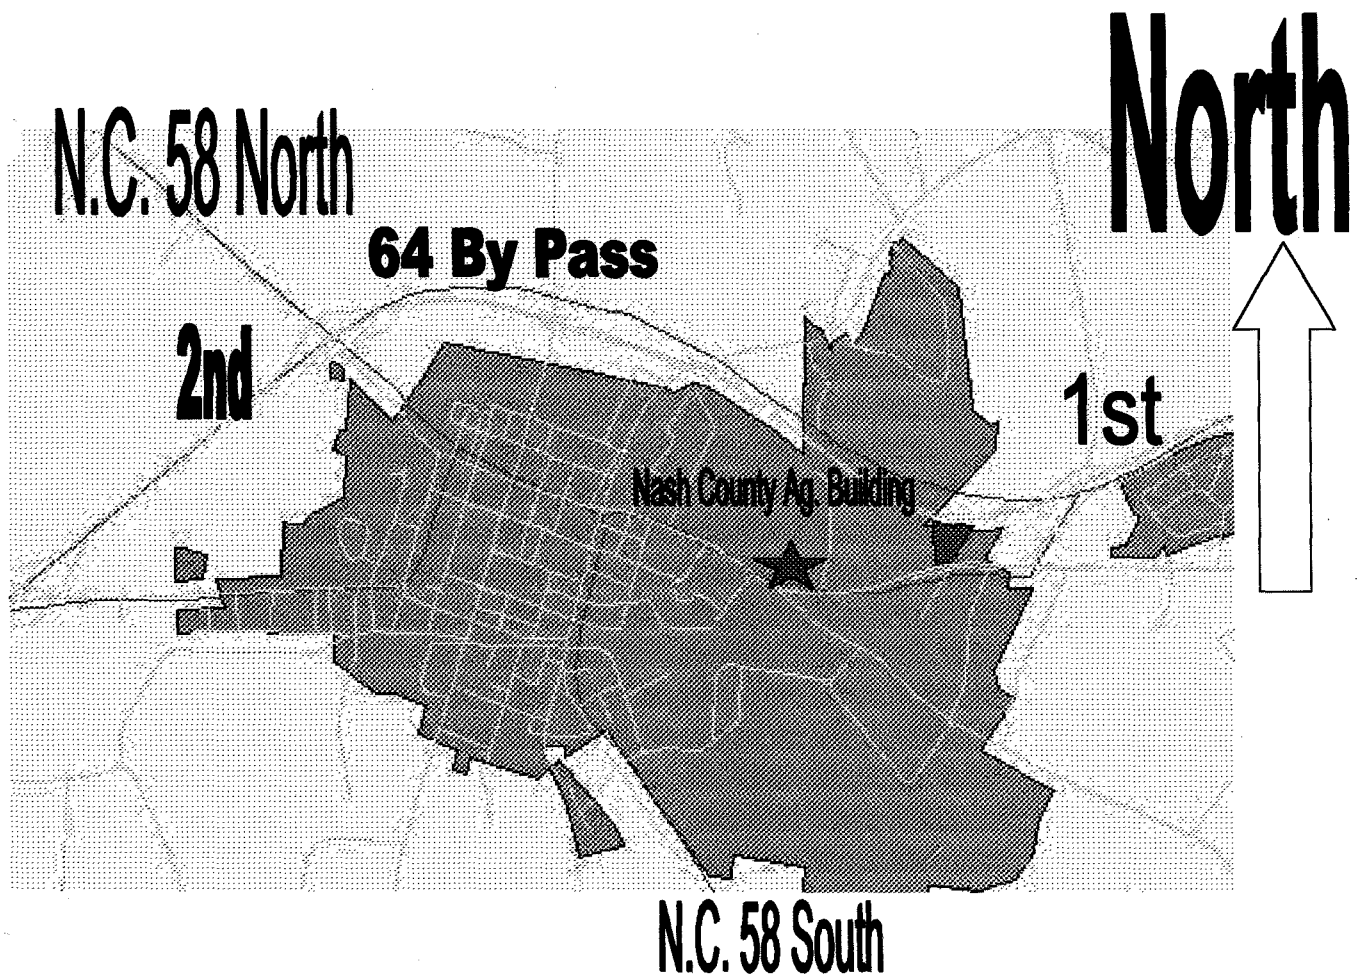 North
N.C. 58 North
64 By Pass
2nd
1st
Nash County Ag. Building
N.C. 58 South